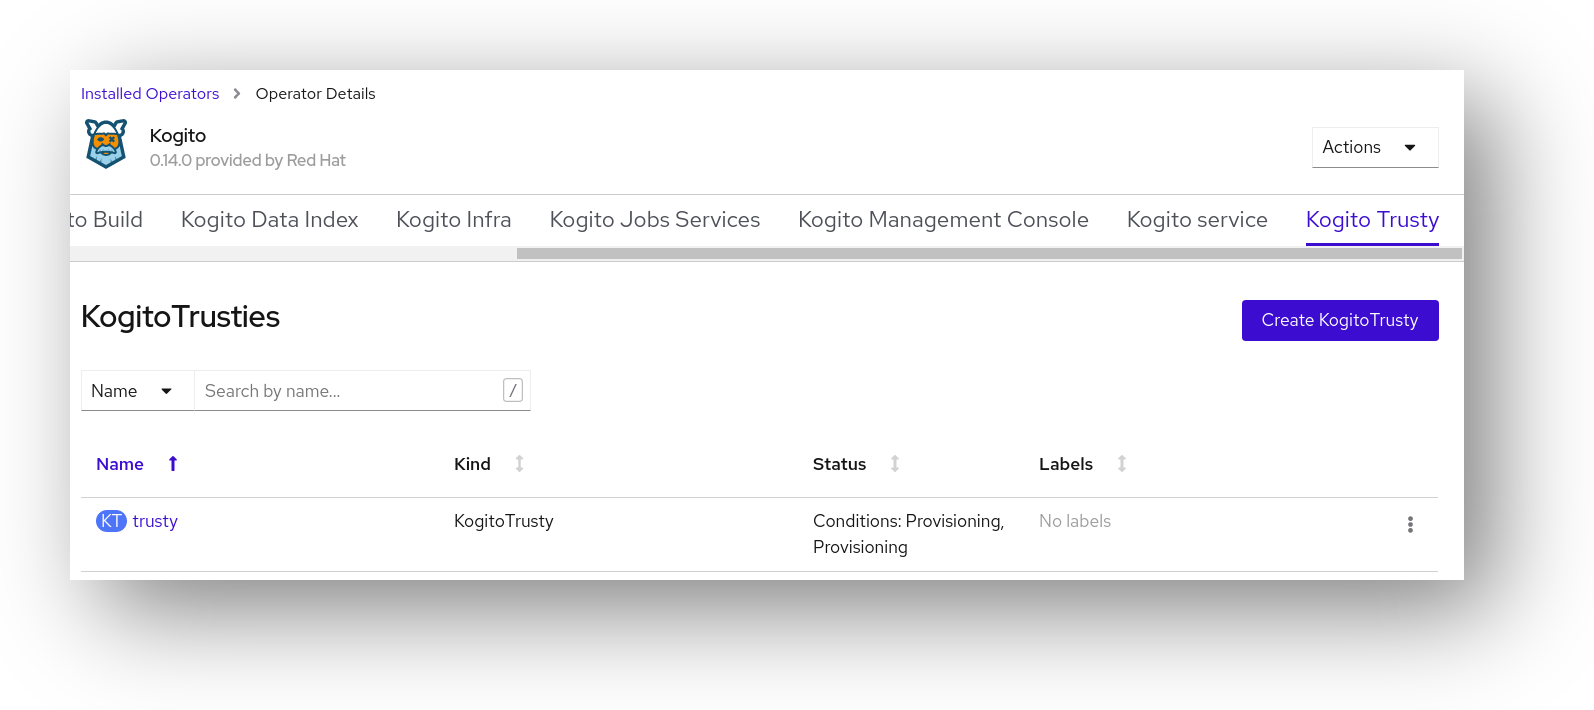 Installed Operators > Operator Details
Kogito
0.14.0 provided by Red Hat
Actions
to Build Kogito Data Index Kogito Infra Kogito Jobs Services Kogito Management Console Kogito service Kogito Trusty
KogitoTrusties
Create KogitoTrusty
Name Search by name... /
Name Kind Status Labels
KT trusty KogitoTrusty Conditions: Provisioning, No labels
Provisioning